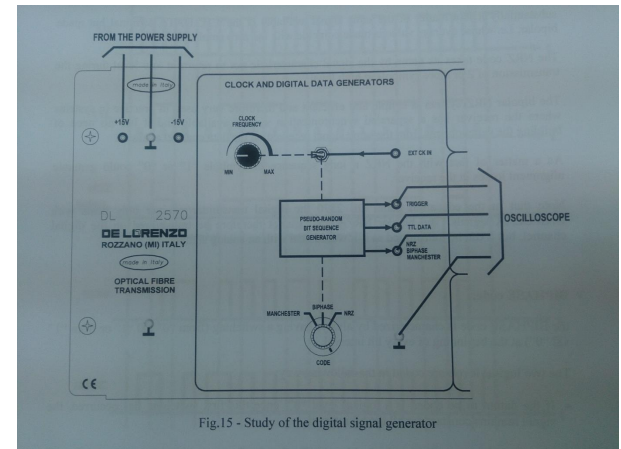 FROM THE POWER SUPPLY
made in Italy
+15V
-15V
CLOCK AND DIGITAL DATA GENERATORS
CLOCK
FREQUENCY
MIN
MAX
EXT CK IN
TRIGGER
PSEUDO-RANDOM
BIT SEQUENCE
GENERATOR
TTL DATA
NRZ
BIPHASE
MANCHESTER
OSCILLOSCOPE
DL 2570
DE LORENZO
ROZZANO (MI) ITALY
made in Italy
OPTICAL FIBRE
TRANSMISSION
MANCHESTER
BIPHASE
NRZ
CODE
CE
Fig.15 - Study of the digital signal generator